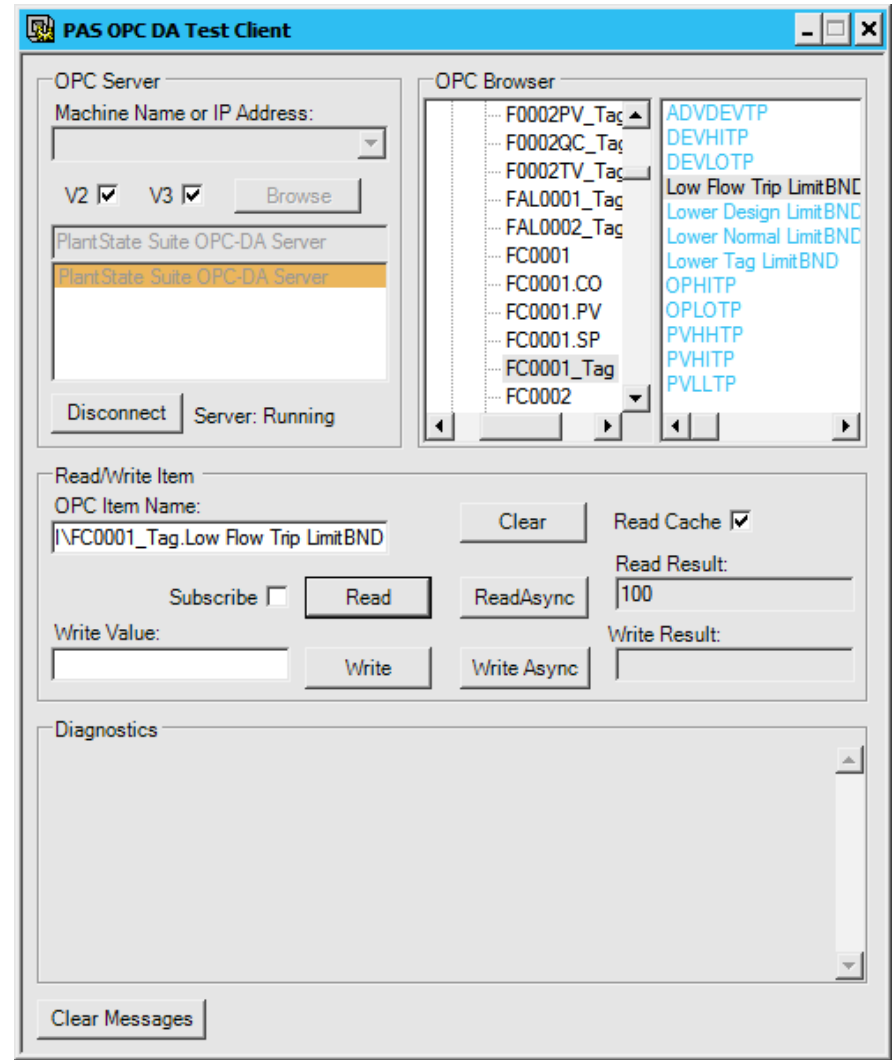 PAS OPC DA Test Client
OPC Server
Machine Name or IP Address:
V2
V3
Browse
PlantState Suite OPC-DA Server
PlantState Suite OPC-DA Server
Disconnect
Server: Running
OPC Browser
F0002PV_Tag
F0002QC_Tag
F0002TV_Tag
FAL0001_Tag
FAL0002_Tag
FC0001
FC0001.CO
FC0001.PV
FC0001.SP
FC0001_Tag
FC0002
ADVDEVTP
DEVHITP
DEVLOTP
Low Flow Trip LimitBND
Lower Design LimitBND
Lower Normal LimitBND
Lower Tag LimitBND
OPHITP
OPLOTP
PVHHTP
PVHITP
PVLLTP
Read/Write Item
OPC Item Name:
\FC0001_Tag.Low Flow Trip LimitBND
Clear
Read Cache
Subscribe
Read
ReadAsync
Read Result:
100
Write Value:
Write
Write Async
Write Result:
Diagnostics
Clear Messages